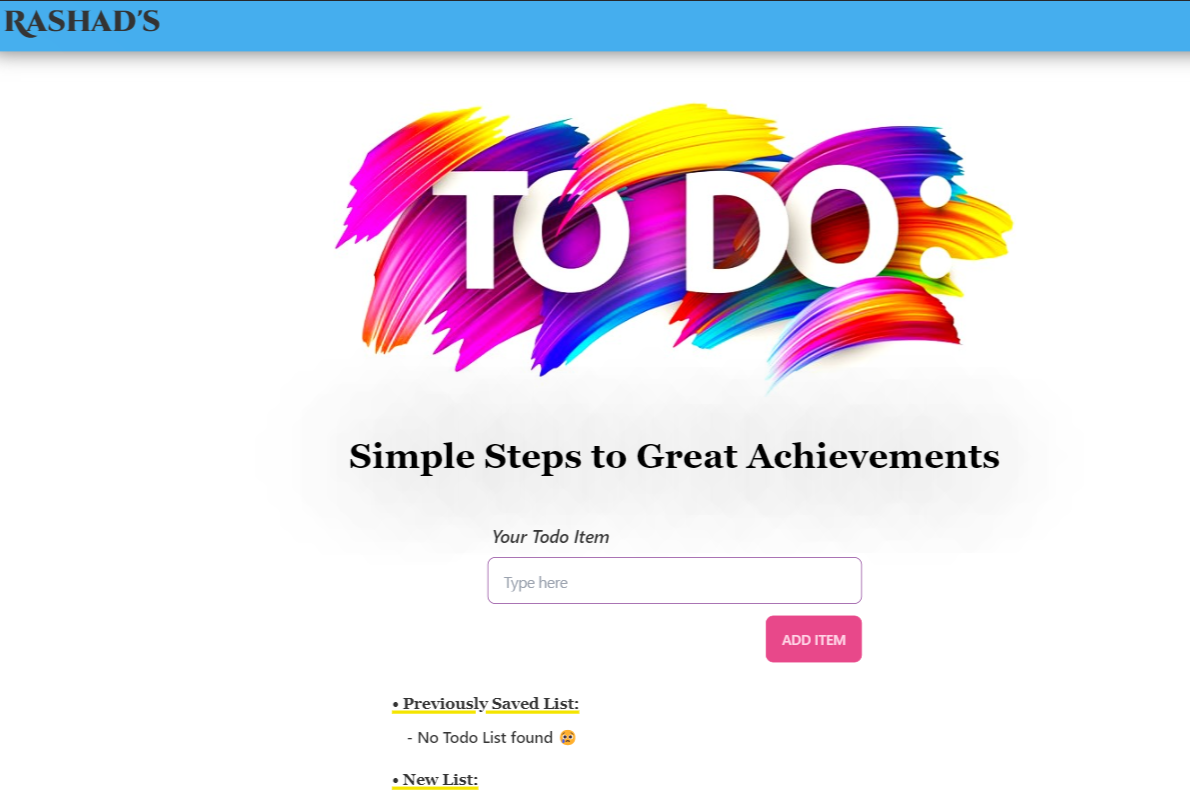 RASHAD'S
TO DO:
Simple Steps to Great Achievements
Your Todo Item
Type here
ADD ITEM
• Previously Saved List:
- No Todo List found 😿
• New List: